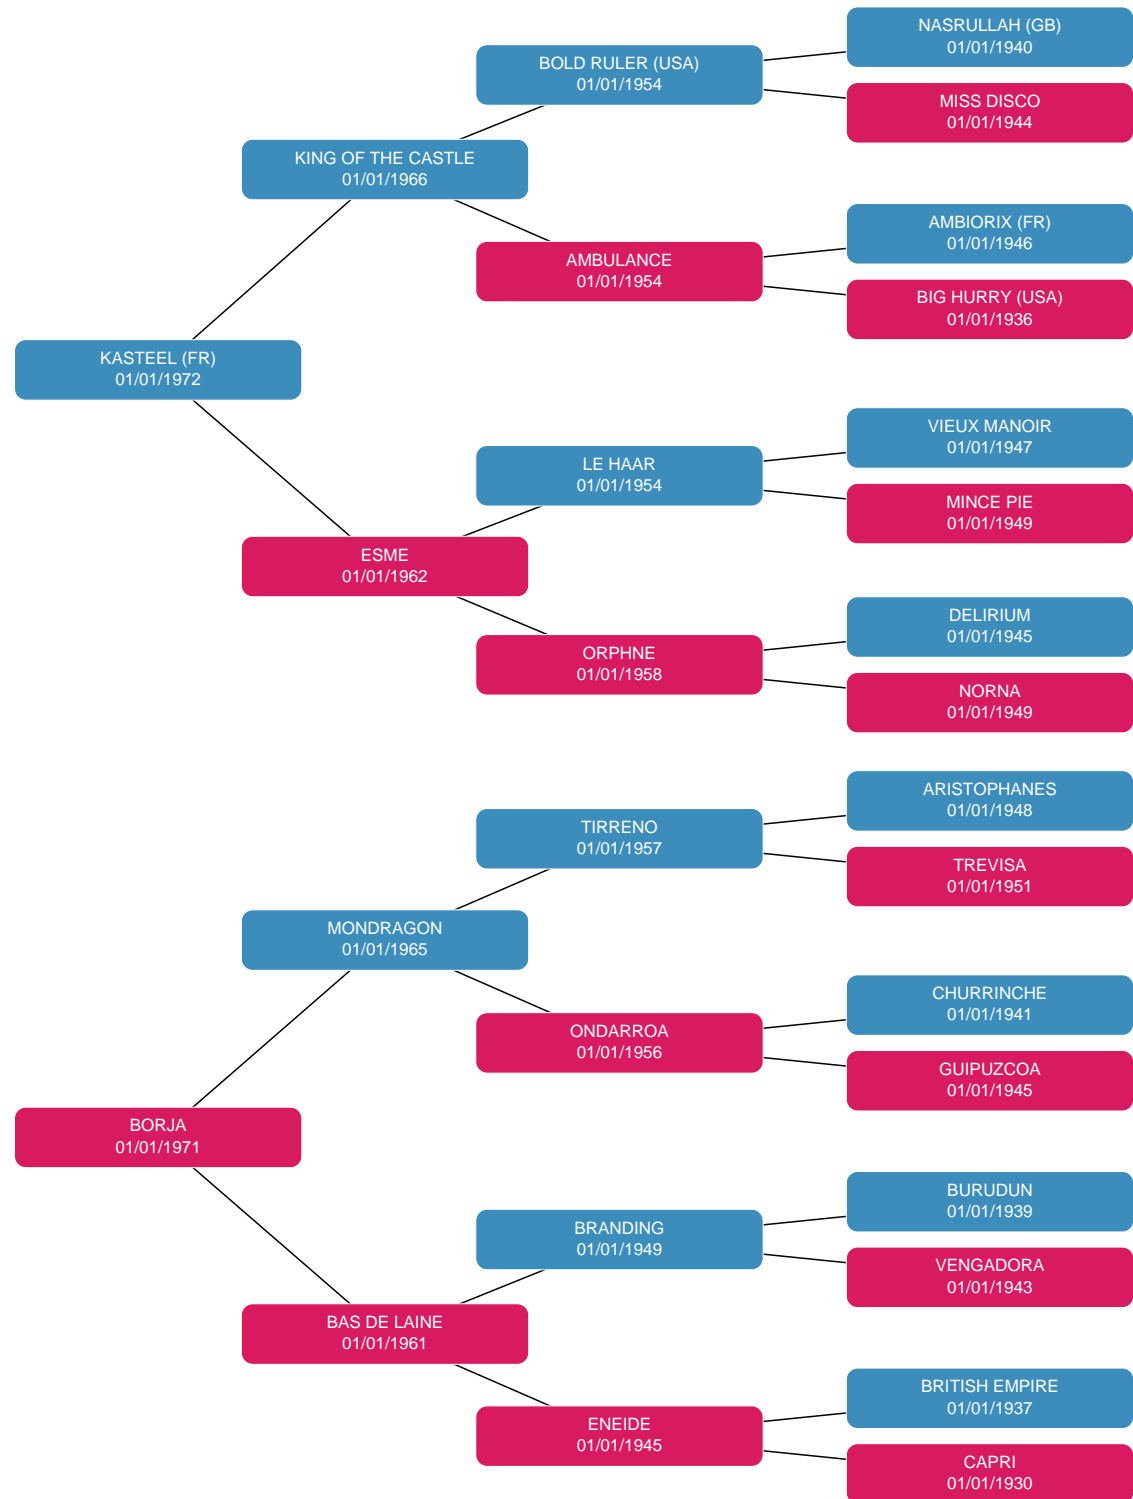 NASRULLAH (GB)
01/01/1940
BOLD RULER (USA)
01/01/1954
MISS DISCO
01/01/1944
KING OF THE CASTLE
01/01/1966
AMBIORIX (FR)
01/01/1946
AMBULANCE
01/01/1954
BIG HURRY (USA)
01/01/1936
KASTEEL (FR)
01/01/1972
VIEUX MANOIR
01/01/1947
LE HAAR
01/01/1954
MINCE PIE
01/01/1949
ESME
01/01/1962
DELIRIUM
01/01/1945
ORPHNE
01/01/1958
NORNA
01/01/1949
ARISTOPHANES
01/01/1948
TIRRENO
01/01/1957
TREVISA
01/01/1951
MONDRAGON
01/01/1965
CHURRINCHE
01/01/1941
ONDARROA
01/01/1956
GUIPUZCOA
01/01/1945
BORJA
01/01/1971
BURUDUN
01/01/1939
BRANDING
01/01/1949
VENGADORA
01/01/1943
BAS DE LAINE
01/01/1961
BRITISH EMPIRE
01/01/1937
ENEIDE
01/01/1945
CAPRI
01/01/1930